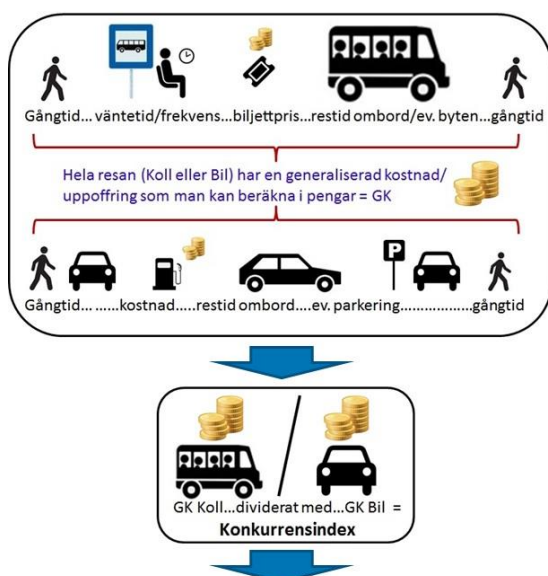 Gångtid... väntetid/frekvens...biljettpris...restid ombord/ev. byten...gångtid
Hela resan (Koll eller Bil) har en generaliserad kostnad/
uppoffring som man kan beräkna i pengar = GK
P
Gångtid... ......kostnad.....restid ombord....ev. parkering..................gångtid
GK Koll...dividerat med...GK Bil =
Konkurrensindex